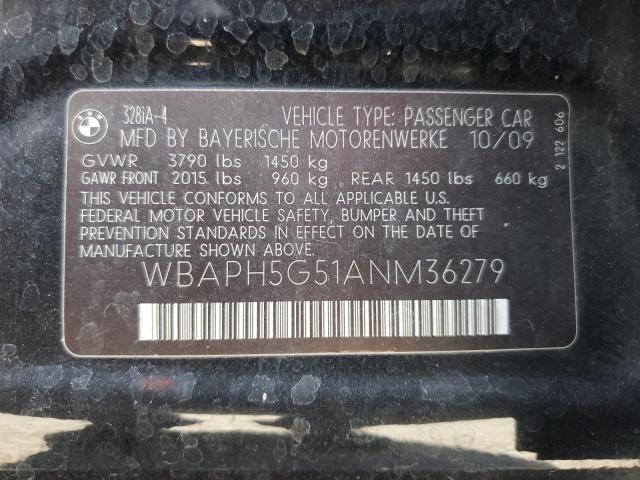 BMW
328iA-4 VEHICLE TYPE: PASSENGER CAR
MFD BY BAYERISCHE MOTORENWERKE 10/09
GVWR 3790 lbs 1450 kg
GAWR FRONT 2015 lbs 960 kg REAR 1450 lbs 660 kg
THIS VEHICLE CONFORMS TO ALL APPLICABLE U.S.
FEDERAL MOTOR VEHICLE SAFETY, BUMPER AND THEFT
PREVENTION STANDARDS IN EFFECT ON THE DATE OF
MANUFACTURE SHOWN ABOVE.
WBAPH5G51ANM36279
2 122 606